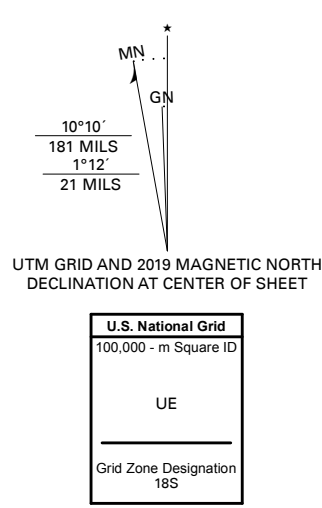 ★
MN
GN
10°10´
181 MILS
1°12´
21 MILS
UTM GRID AND 2019 MAGNETIC NORTH
DECLINATION AT CENTER OF SHEET
U.S. National Grid
100,000 - m Square ID
UE
Grid Zone Designation
18S